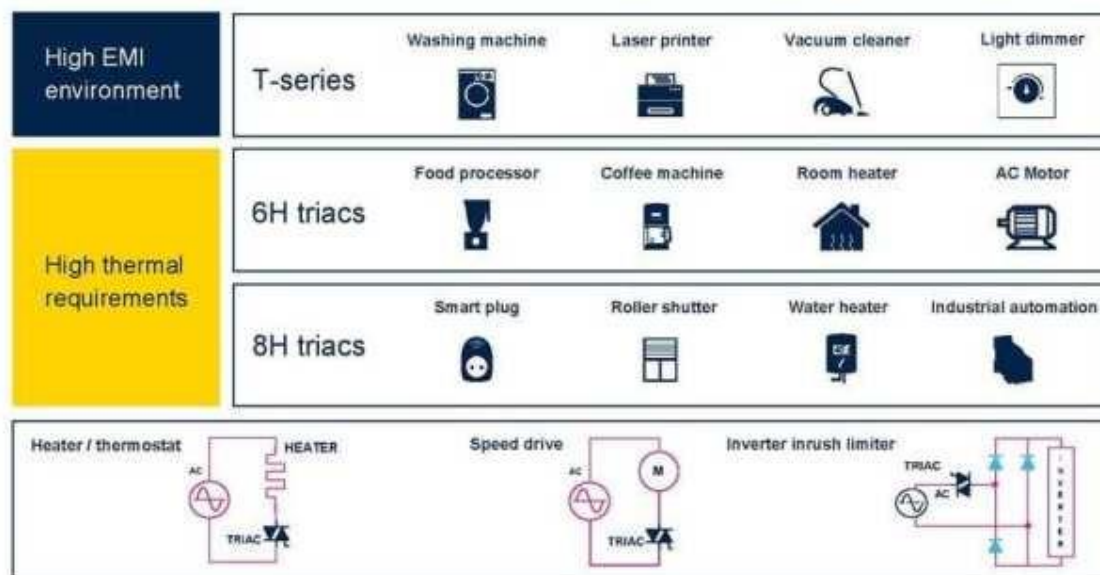 High EMI
environment
T-series
Washing machine
Laser printer
Vacuum cleaner
Light dimmer
High thermal
requirements
6H triacs
Food processor
Coffee machine
Room heater
AC Motor
8H triacs
Smart plug
Roller shutter
Water heater
Industrial automation
Heater / thermostat
AC
HEATER
TRIAC
Speed drive
AC
M
TRIAC
Inverter inrush limiter
TRIAC
AC
INVERTER